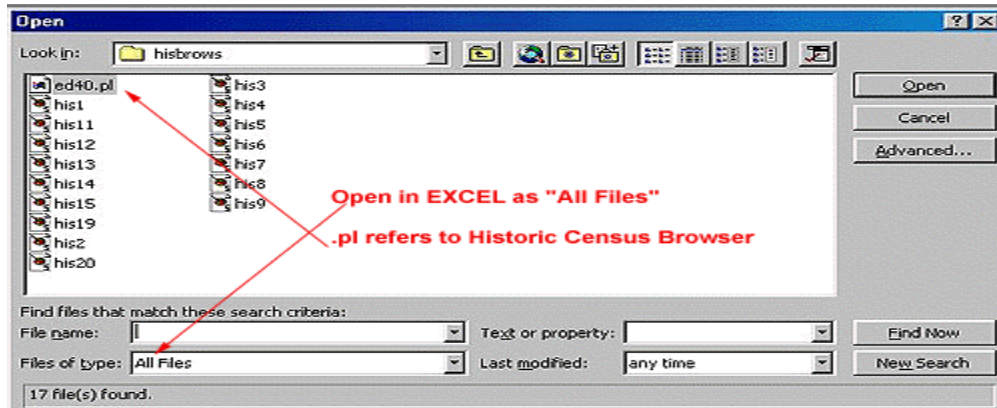 Open
Look in: hisbrows
ed40.pl
his1
his11
his12
his13
his14
his15
his19
his2
his20
his3
his4
his5
his6
his7
his8
his9
Open
Cancel
Advanced...
Open in EXCEL as "All Files"
.pl refers to Historic Census Browser
Find files that match these search criteria:
File name: Text or property: Find Now
Files of type: All Files Last modified: any time New Search
17 file(s) found.